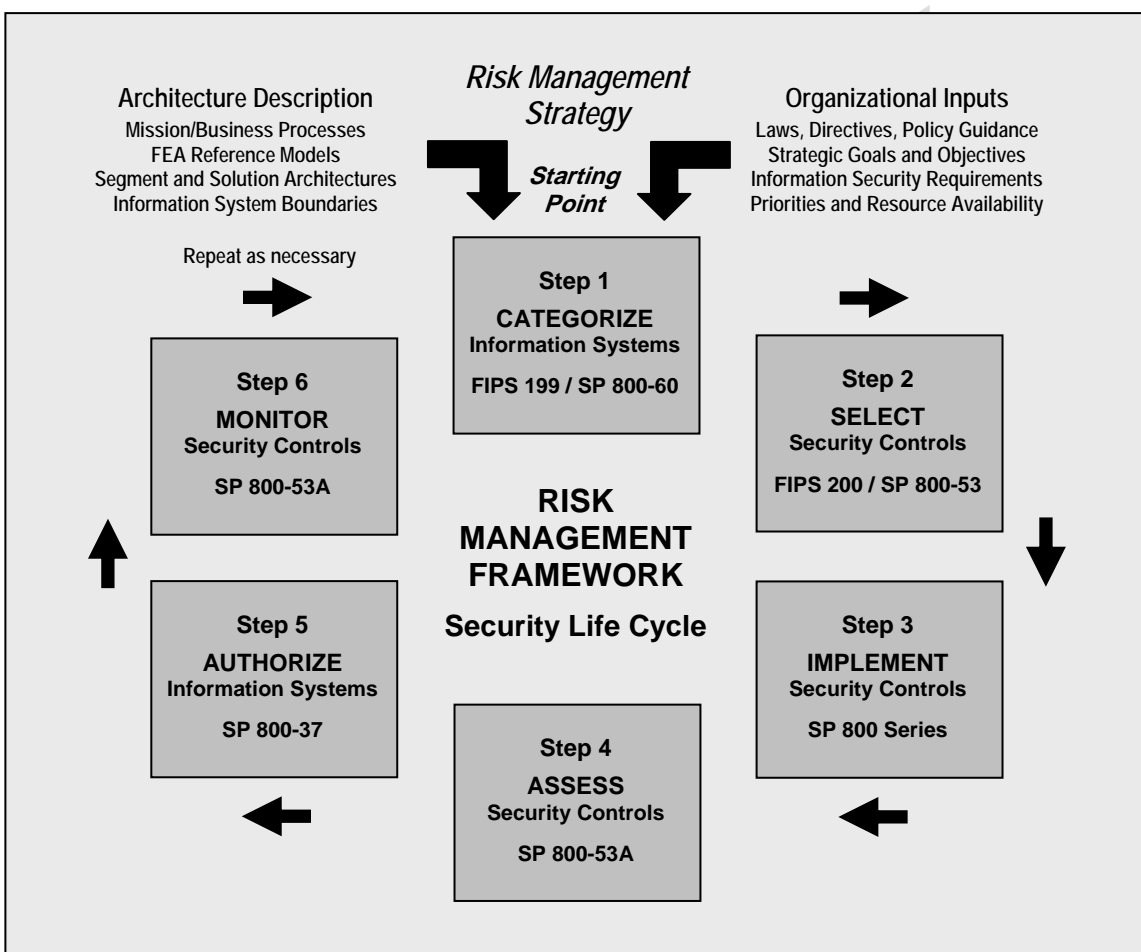 Architecture Description
Mission/Business Processes
FEA Reference Models
Segment and Solution Architectures
Information System Boundaries
Risk Management
Strategy
Starting
Point
Organizational Inputs
Laws, Directives, Policy Guidance
Strategic Goals and Objectives
Information Security Requirements
Priorities and Resource Availability
Repeat as necessary
Step 1
CATEGORIZE
Information Systems
FIPS 199 / SP 800-60
Step 2
SELECT
Security Controls
FIPS 200 / SP 800-53
Step 3
IMPLEMENT
Security Controls
SP 800 Series
Step 4
ASSESS
Security Controls
SP 800-53A
Step 5
AUTHORIZE
Information Systems
SP 800-37
Step 6
MONITOR
Security Controls
SP 800-53A
RISK
MANAGEMENT
FRAMEWORK
Security Life Cycle